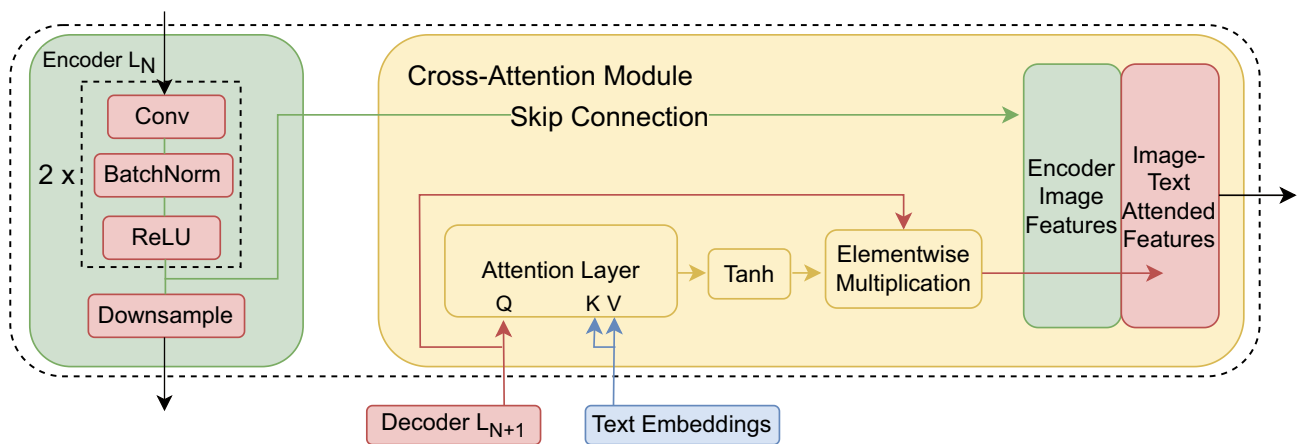 Encoder L_N
2 x
Conv
BatchNorm
ReLU
Downsample
Cross-Attention Module
Skip Connection
Attention Layer
Q
K V
Tanh
Elementwise
Multiplication
Encoder
Image
Features
Image-
Text
Attended
Features
Decoder L_N+1
Text Embeddings